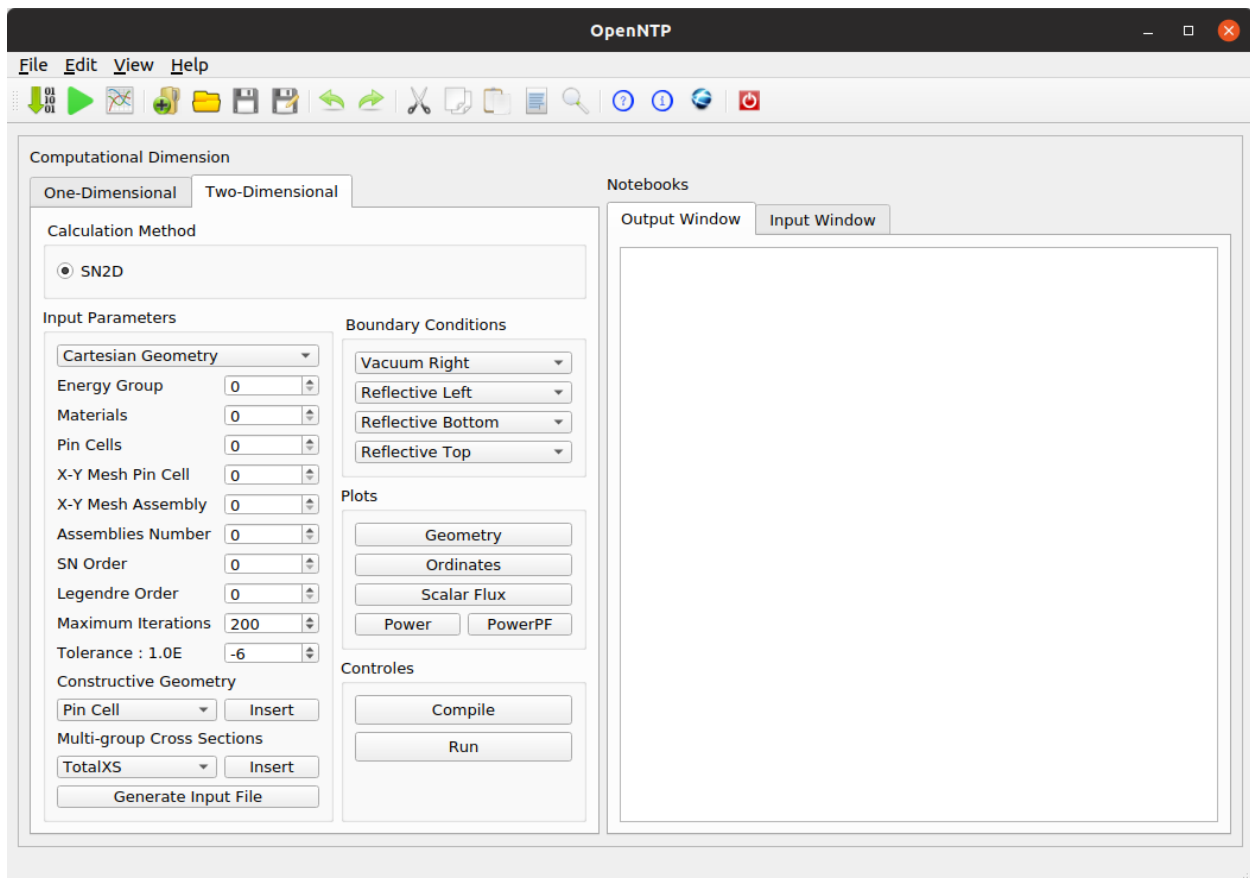 OpenNTP
File Edit View Help
01
10
01
Computational Dimension
One-Dimensional Two-Dimensional
Calculation Method
SN2D
Input Parameters
Cartesian Geometry
Energy Group 0
Materials 0
Pin Cells 0
X-Y Mesh Pin Cell 0
X-Y Mesh Assembly 0
Assemblies Number 0
SN Order 0
Legendre Order 0
Maximum Iterations 200
Tolerance : 1.0E -6
Constructive Geometry
Pin Cell Insert
Multi-group Cross Sections
TotalXS Insert
Generate Input File
Boundary Conditions
Vacuum Right
Reflective Left
Reflective Bottom
Reflective Top
Plots
Geometry
Ordinates
Scalar Flux
Power PowerPF
Controles
Compile
Run
Notebooks
Output Window Input Window